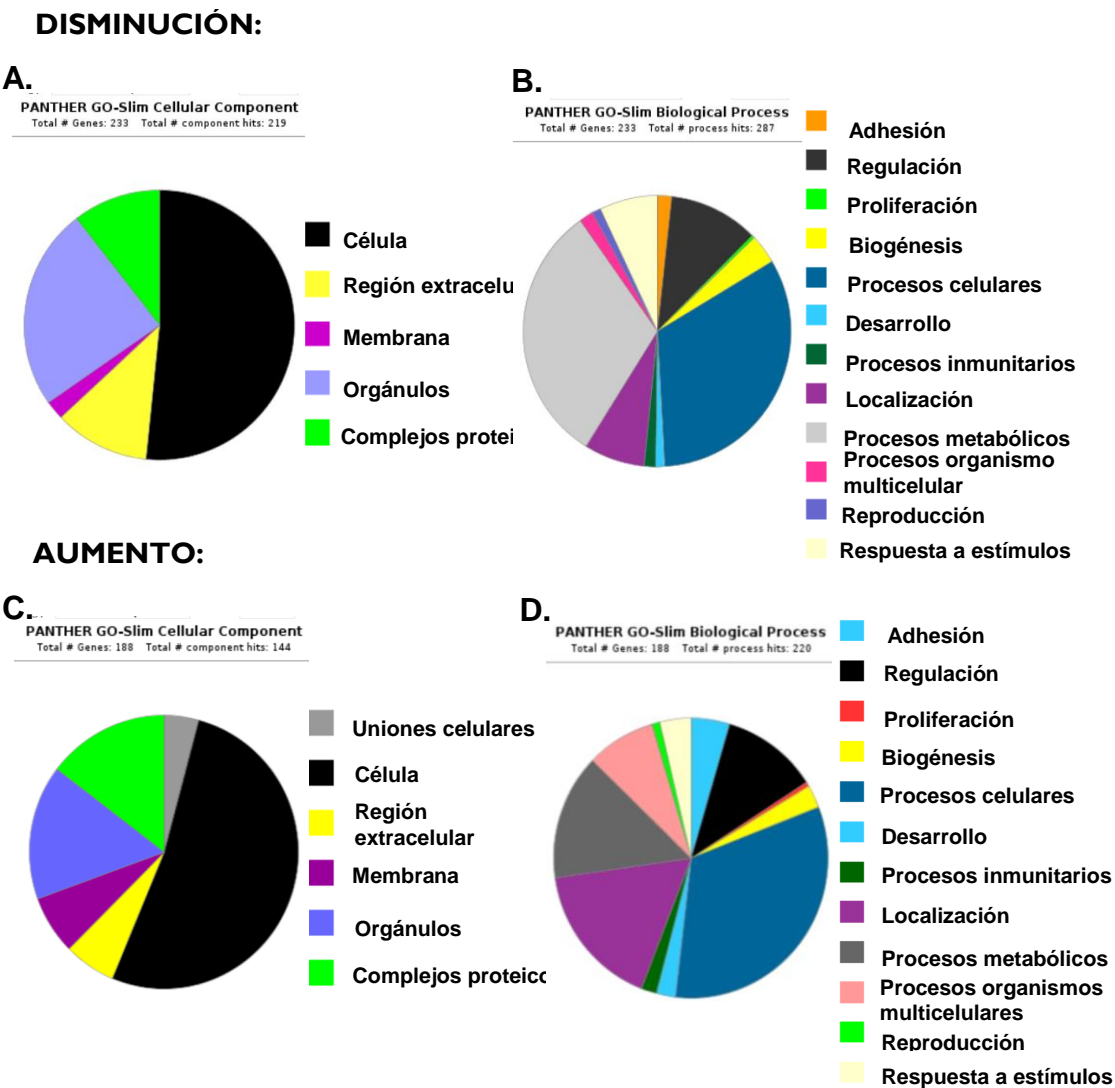 DISMINUCIÓN:
A.
PANTHER GO-Slim Cellular Component
Total # Genes: 233 Total # component hits: 219
Célula
Región extracelu
Membrana
Orgánulos
Complejos protei
B.
PANTHER GO-Slim Biological Process
Total # Genes: 233 Total # process hits: 287
Adhesión
Regulación
Proliferación
Biogénesis
Procesos celulares
Desarrollo
Procesos inmunitarios
Localización
Procesos metabólicos
Procesos organismo
multicelular
Reproducción
Respuesta a estímulos
AUMENTO:
C.
PANTHER GO-Slim Cellular Component
Total # Genes: 188 Total # component hits: 144
Uniones celulares
Célula
Región
extracelular
Membrana
Orgánulos
Complejos proteico
D.
PANTHER GO-Slim Biological Process
Total # Genes: 188 Total # process hits: 220
Adhesión
Regulación
Proliferación
Biogénesis
Procesos celulares
Desarrollo
Procesos inmunitarios
Localización
Procesos metabólicos
Procesos organismos
multicelulares
Reproducción
Respuesta a estímulos